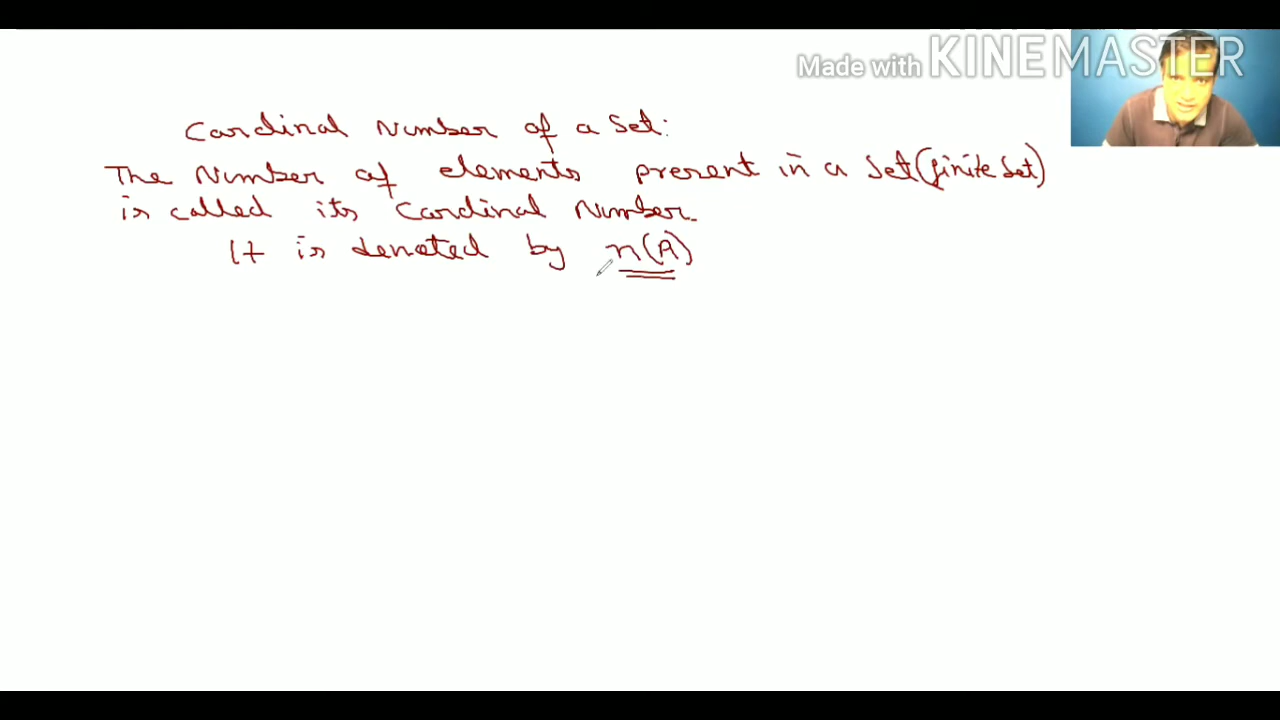 Made with KINEMASTER
Cardinal Number of a Set:
The Number of elements present in a Set (finite Set)
is called its Cardinal Number.
It is denoted by n(A)